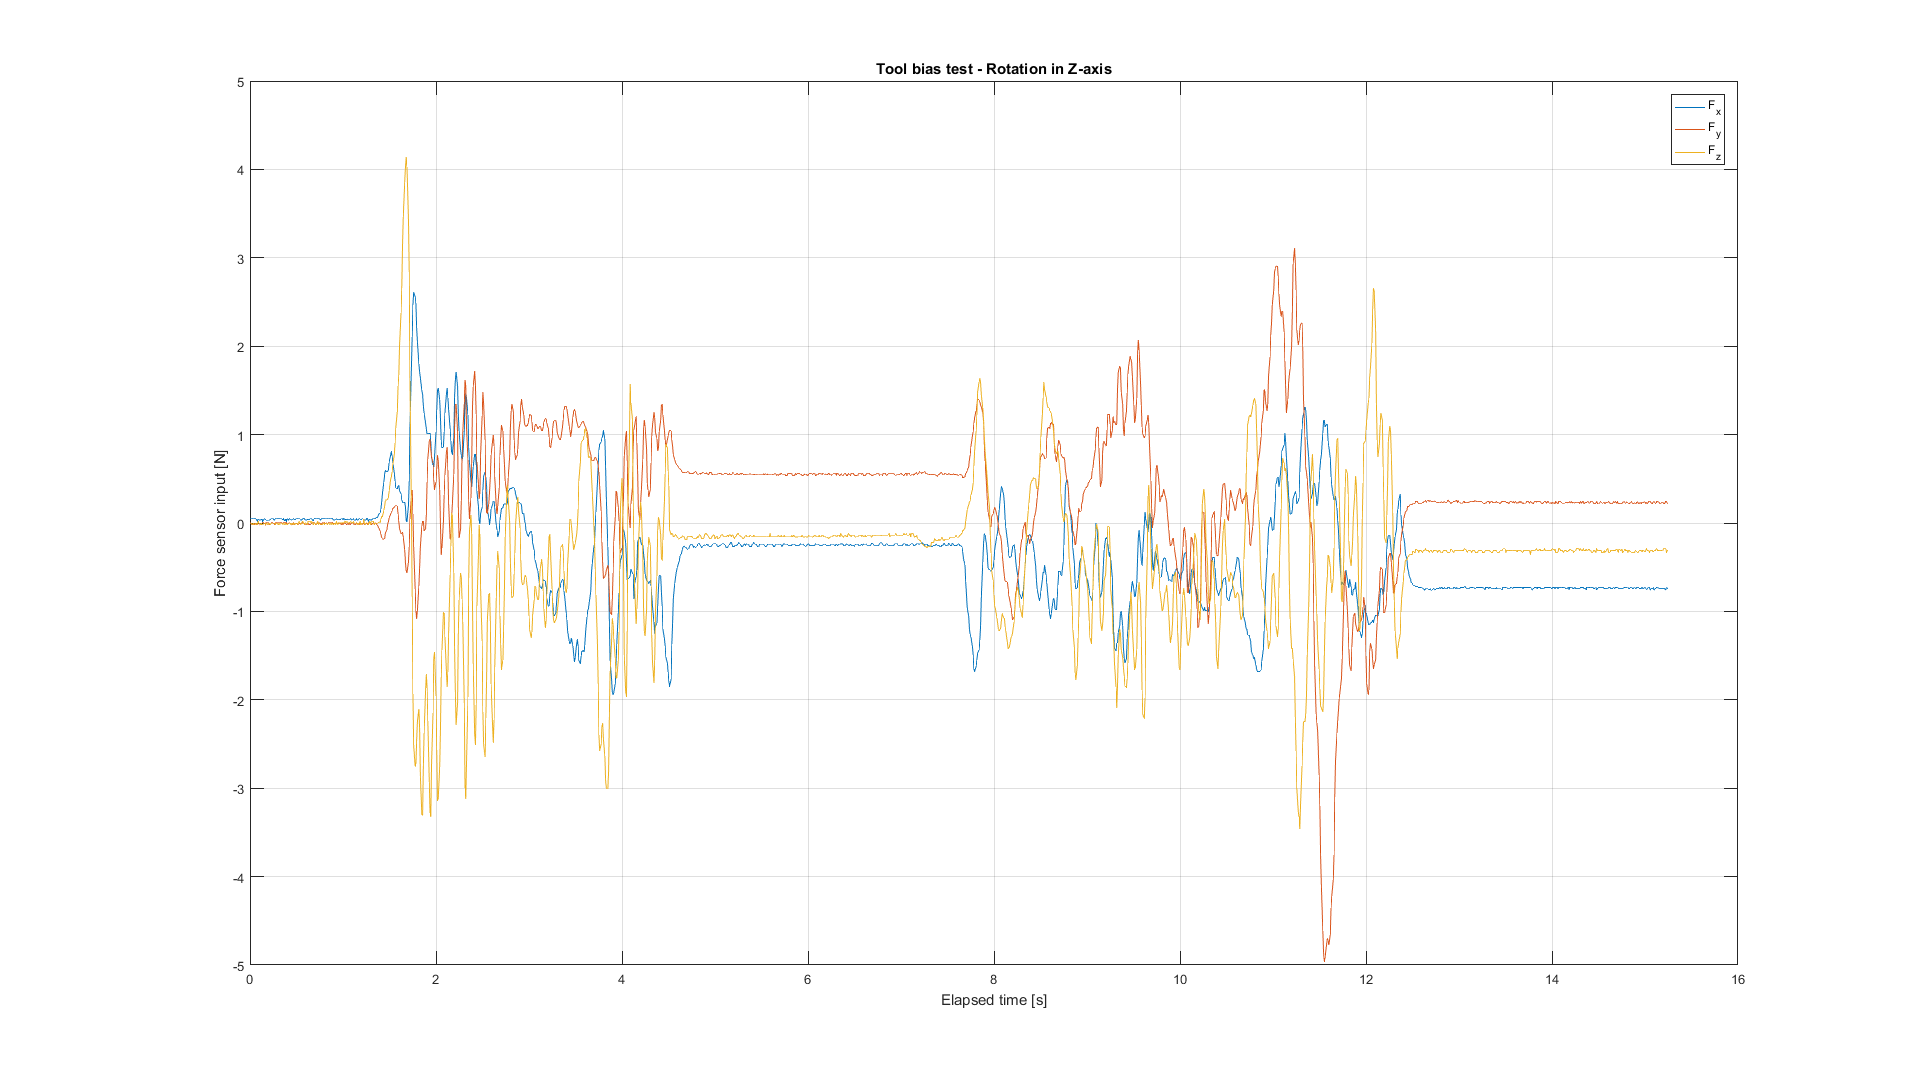 Tool bias test - Rotation in Z-axis
Force sensor input [N]
5
4
3
2
1
0
-1
-2
-3
-4
-5
0 2 4 6 8 10 12 14 16
Elapsed time [s]
Fx
Fy
Fz